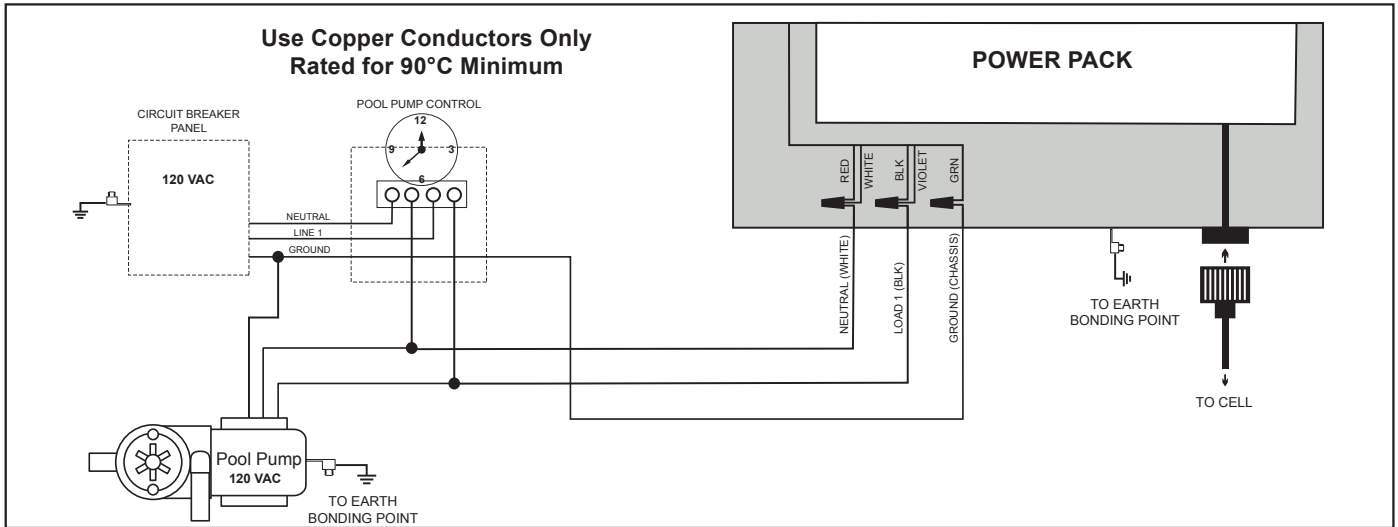 Use Copper Conductors Only
Rated for 90°C Minimum
POWER PACK
CIRCUIT BREAKER
PANEL
120 VAC
POOL PUMP CONTROL
12
9
3
6
NEUTRAL
LINE 1
GROUND
RED
WHITE
BLK
VIOLET
GRN
NEUTRAL (WHITE)
LOAD 1 (BLK)
GROUND (CHASSIS)
TO EARTH
BONDING POINT
TO CELL
Pool Pump
120 VAC
TO EARTH
BONDING POINT